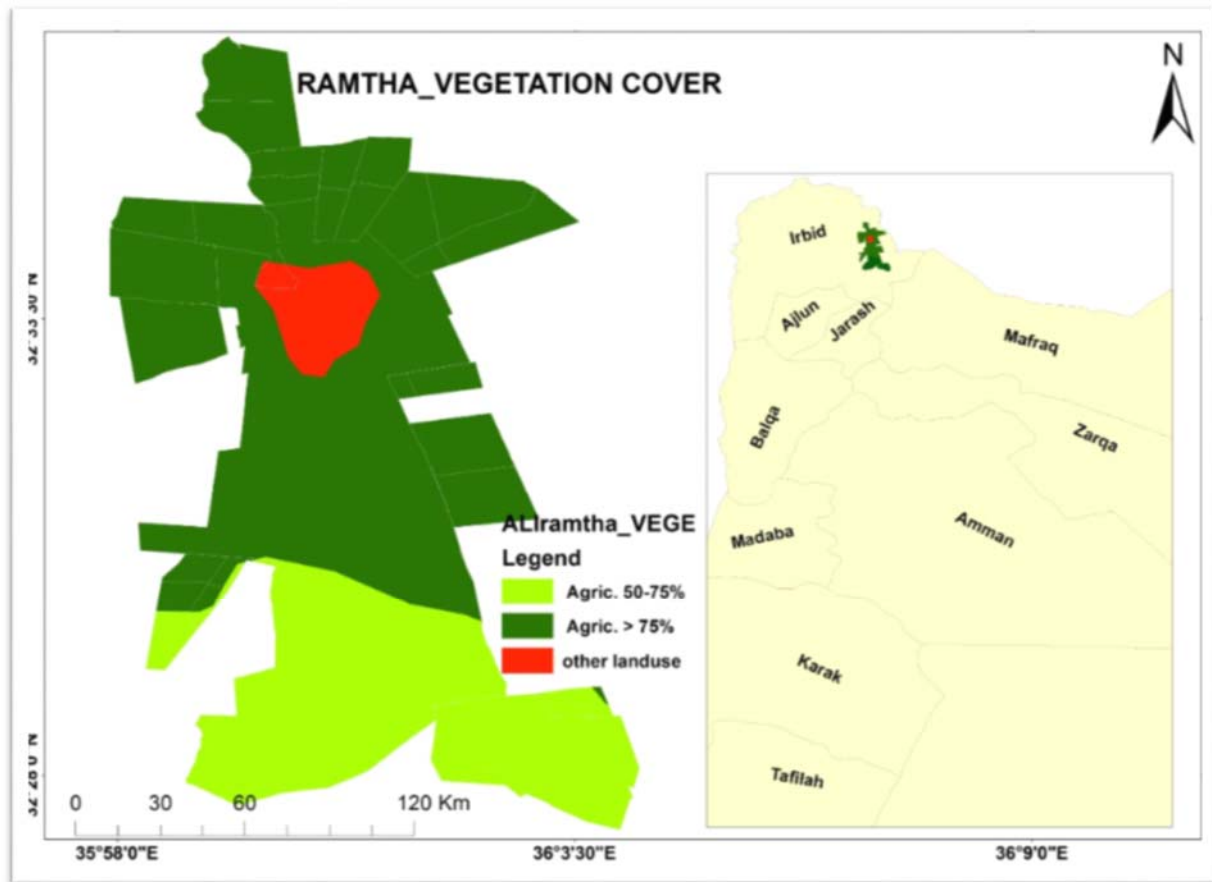 RAMTHA_VEGETATION COVER
N
Irbid
Ajlun
Jarash
Mafraq
Balqa
Zarqa
Amman
Madaba
Karak
Tafilah
ALIramtha_VEGE
Legend
Agric. 50-75%
Agric. > 75%
other landuse
0 30 60 120 Km
35°58'0"E 36°3'30"E 36°9'0"E